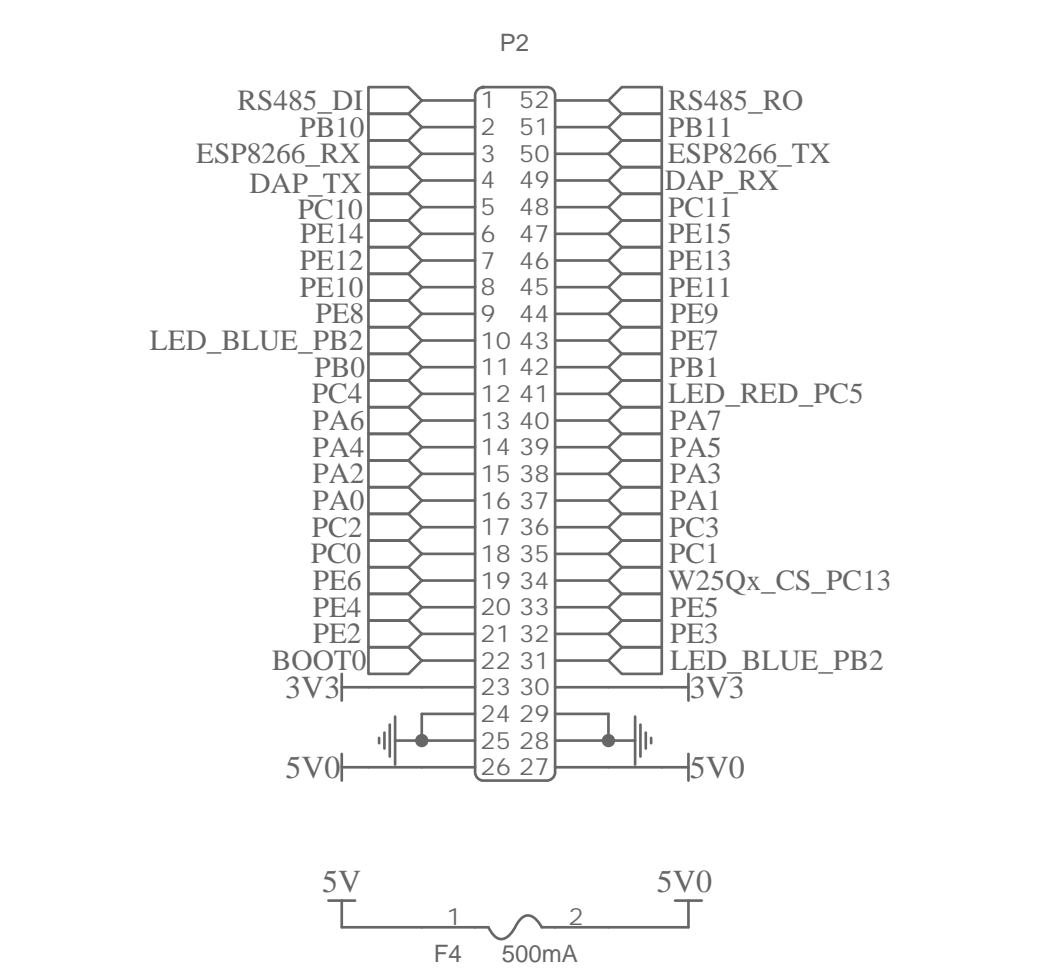 P2
RS485_DI 1 52 RS485_RO
PB10 2 51 PB11
ESP8266_RX 3 50 ESP8266_TX
DAP_TX 4 49 DAP_RX
PC10 5 48 PC11
PE14 6 47 PE15
PE12 7 46 PE13
PE10 8 45 PE11
PE8 9 44 PE9
LED_BLUE_PB2 10 43 PE7
PB0 11 42 PB1
PC4 12 41 LED_RED_PC5
PA6 13 40 PA7
PA4 14 39 PA5
PA2 15 38 PA3
PA0 16 37 PA1
PC2 17 36 PC3
PC0 18 35 PC1
PE6 19 34 W25Qx_CS_PC13
PE4 20 33 PE5
PE2 21 32 PE3
BOOT0 22 31 LED_BLUE_PB2
3V3 23 30 3V3
24 29
25 28
5V0 26 27 5V0
5V 5V0
1 2
F4 500mA